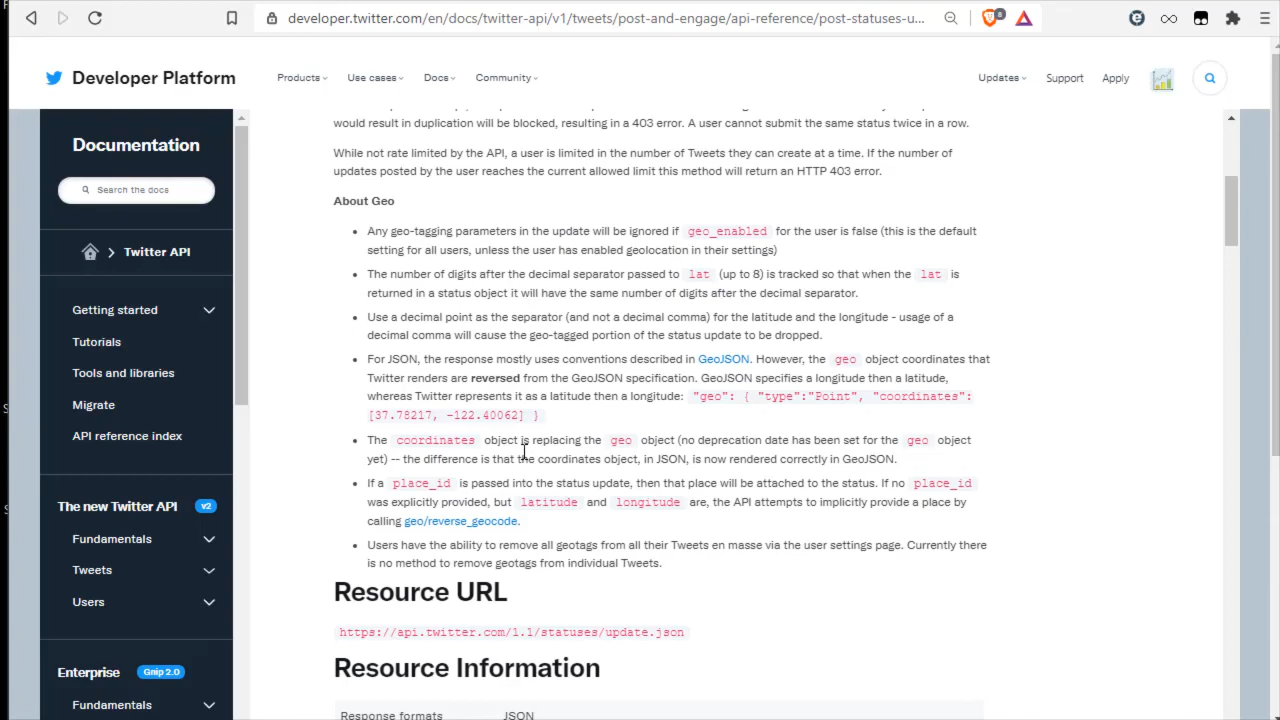 developer.twitter.com/en/docs/twitter-api/v1/tweets/post-and-engage/api-reference/post-statuses-u...
8
Developer Platform
Products
Use cases
Docs
Community
Updates
Support
Apply
Documentation
Search the docs
Twitter API
Getting started
Tutorials
Tools and libraries
Migrate
API reference index
The new Twitter API v2
Fundamentals
Tweets
Users
Enterprise Gnip 2.0
Fundamentals
would result in duplication will be blocked, resulting in a 403 error. A user cannot submit the same status twice in a row.
While not rate limited by the API, a user is limited in the number of Tweets they can create at a time. If the number of
updates posted by the user reaches the current allowed limit this method will return an HTTP 403 error.
About Geo
Any geo-tagging parameters in the update will be ignored if geo_enabled for the user is false (this is the default
setting for all users, unless the user has enabled geolocation in their settings)
The number of digits after the decimal separator passed to lat (up to 8) is tracked so that when the lat is
returned in a status object it will have the same number of digits after the decimal separator.
Use a decimal point as the separator (and not a decimal comma) for the latitude and the longitude - usage of a
decimal comma will cause the geo-tagged portion of the status update to be dropped.
For JSON, the response mostly uses conventions described in GeoJSON. However, the geo object coordinates that
Twitter renders are reversed from the GeoJSON specification. GeoJSON specifies a longitude then a latitude,
whereas Twitter represents it as a latitude then a longitude: "geo": { "type":"Point", "coordinates":
[37.78217, -122.40062] }
The coordinates object is replacing the geo object (no deprecation date has been set for the geo object
yet) -- the difference is that the coordinates object, in JSON, is now rendered correctly in GeoJSON.
If a place_id is passed into the status update, then that place will be attached to the status. If no place_id
was explicitly provided, but latitude and longitude are, the API attempts to implicitly provide a place by
calling geo/reverse_geocode.
Users have the ability to remove all geotags from all their Tweets en masse via the user settings page. Currently there
is no method to remove geotags from individual Tweets.
Resource URL
https://api.twitter.com/1.1/statuses/update.json
Resource Information
Response formats JSON